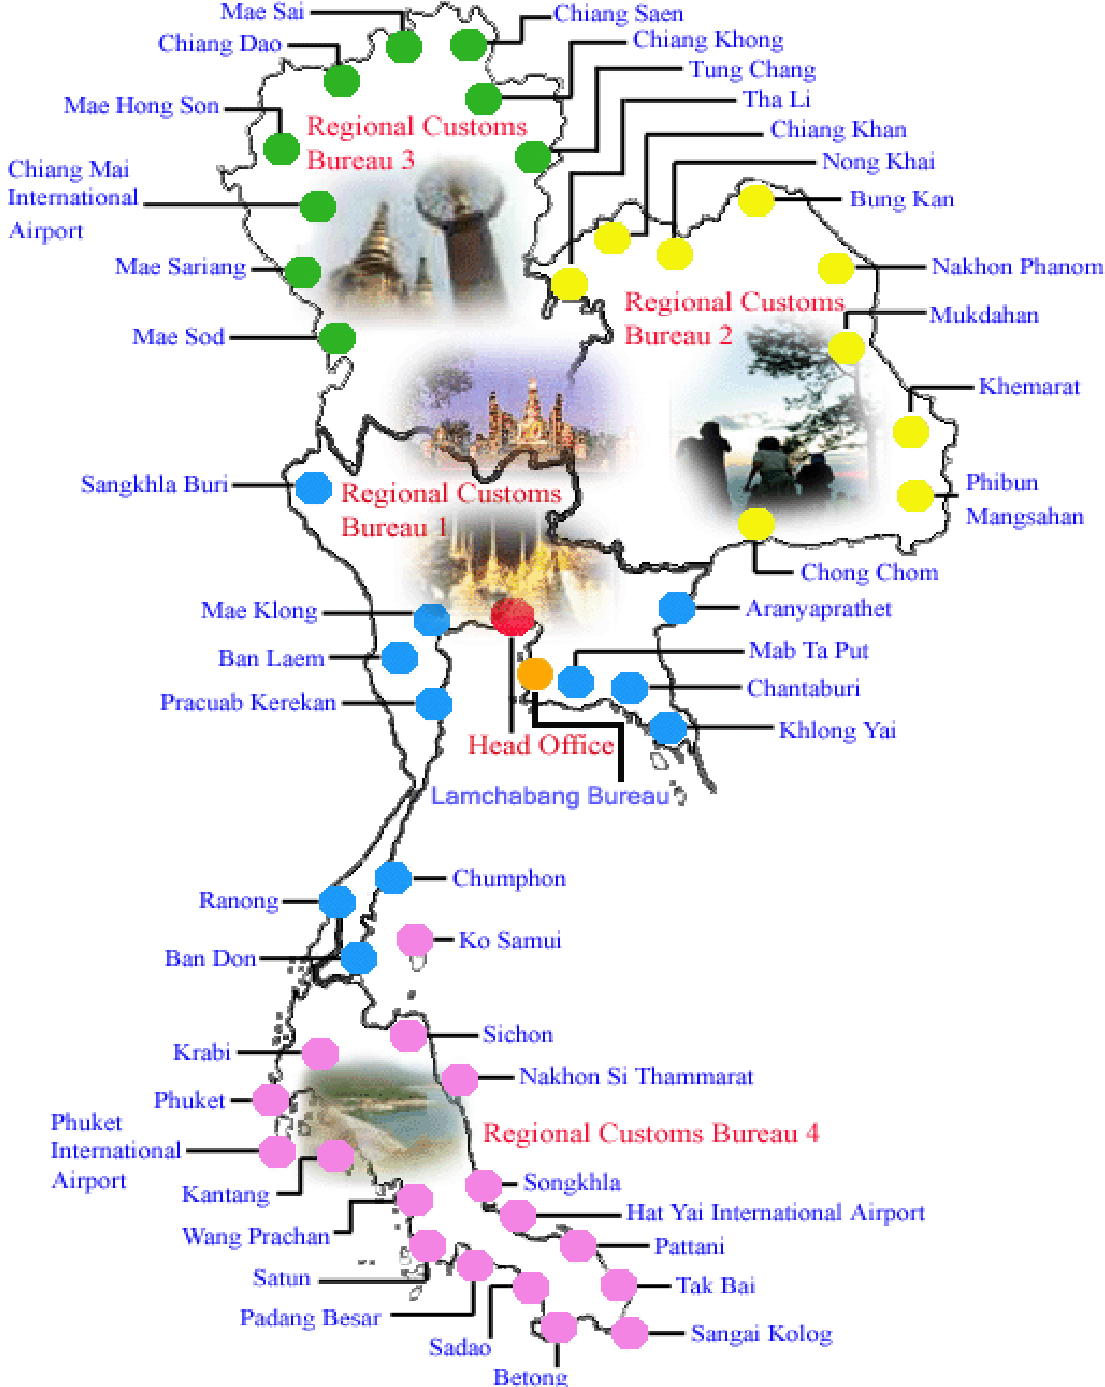 Mae Sai
Chiang Saen
Chiang Dao
Chiang Khong
Tung Chang
Mae Hong Son
Tha Li
Regional Customs
Bureau 3
Chiang Khan
Nong Khai
Chiang Mai
International
Airport
Bung Kan
Mae Sariang
Nakhon Phanom
Regional Customs
Bureau 2
Mukdahan
Mae Sod
Khemarat
Sangkhla Buri
Regional Customs
Bureau 1
Phibun
Mangsahan
Chong Chom
Mae Klong
Aranyaprathet
Ban Laem
Mab Ta Put
Chantaburi
Pracuab Kerekan
Khlong Yai
Head Office
Lamchabang Bureau
Chumphon
Ranong
Ko Samui
Ban Don
Sichon
Krabi
Nakhon Si Thammarat
Phuket
Phuket
International
Airport
Regional Customs Bureau 4
Kantang
Songkhla
Hat Yai International Airport
Wang Prachan
Pattani
Satun
Tak Bai
Padang Besar
Sadao
Sangai Kolog
Betong